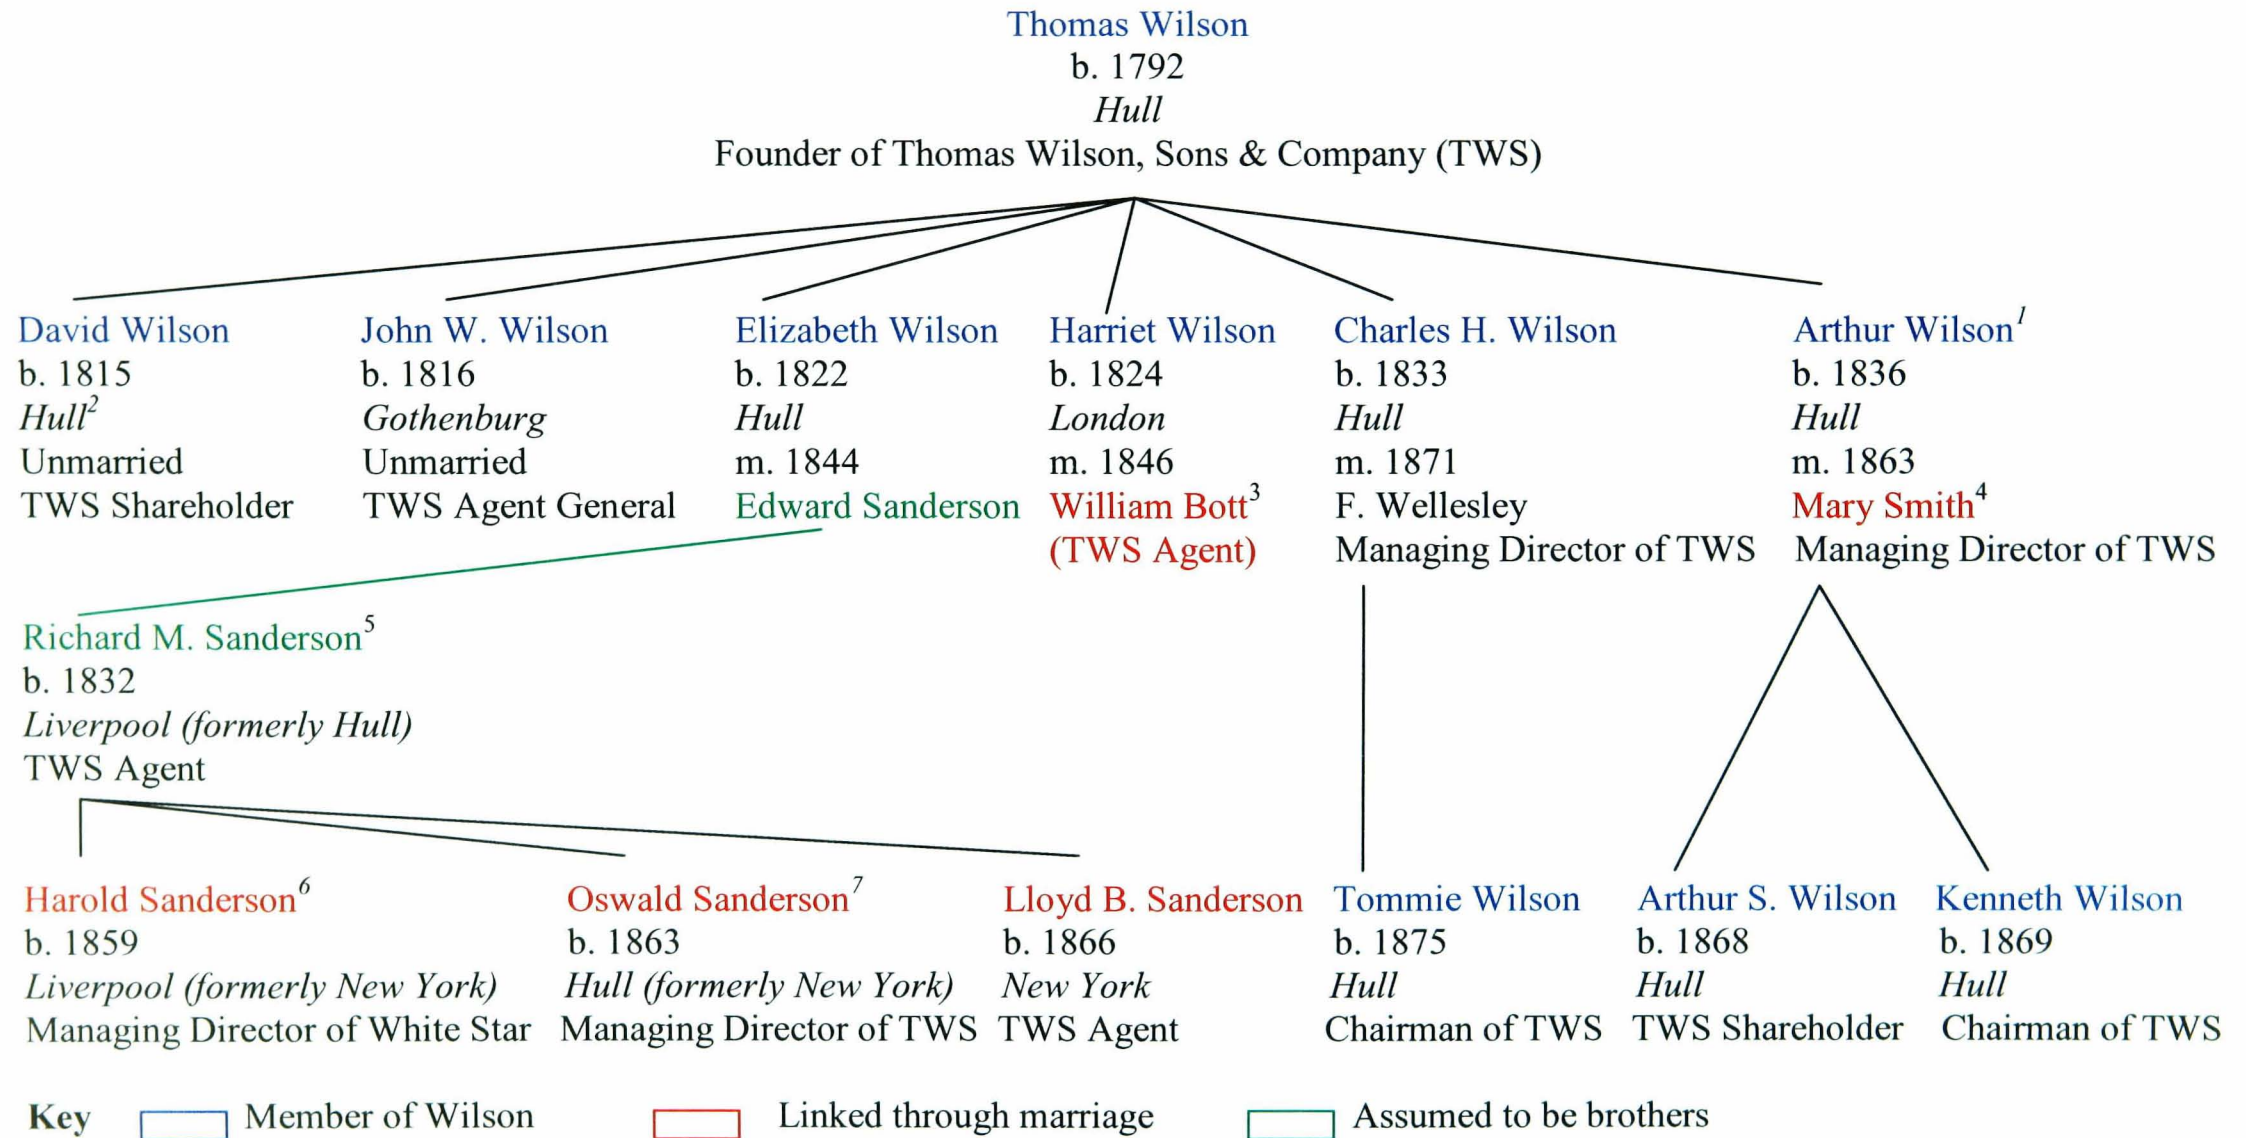 Thomas Wilson
b. 1792
Hull
Founder of Thomas Wilson, Sons & Company (TWS)
David Wilson
b. 1815
Hull²
Unmarried
TWS Shareholder
John W. Wilson
b. 1816
Gothenburg
Unmarried
TWS Agent General
Elizabeth Wilson
b. 1822
Hull
m. 1844
Edward Sanderson
Harriet Wilson
b. 1824
London
m. 1846
William Bott³
(TWS Agent)
Charles H. Wilson
b. 1833
Hull
m. 1871
F. Wellesley
Managing Director of TWS
Arthur Wilson¹
b. 1836
Hull
m. 1863
Mary Smith⁴
Managing Director of TWS
Richard M. Sanderson⁵
b. 1832
Liverpool (formerly Hull)
TWS Agent
Harold Sanderson⁶
b. 1859
Liverpool (formerly New York)
Managing Director of White Star
Oswald Sanderson⁷
b. 1863
Hull (formerly New York)
Managing Director of TWS
Lloyd B. Sanderson
b. 1866
New York
TWS Agent
Tommie Wilson
b. 1875
Hull
Chairman of TWS
Arthur S. Wilson
b. 1868
Hull
TWS Shareholder
Kenneth Wilson
b. 1869
Hull
Chairman of TWS
Key
Member of Wilson
Linked through marriage
Assumed to be brothers